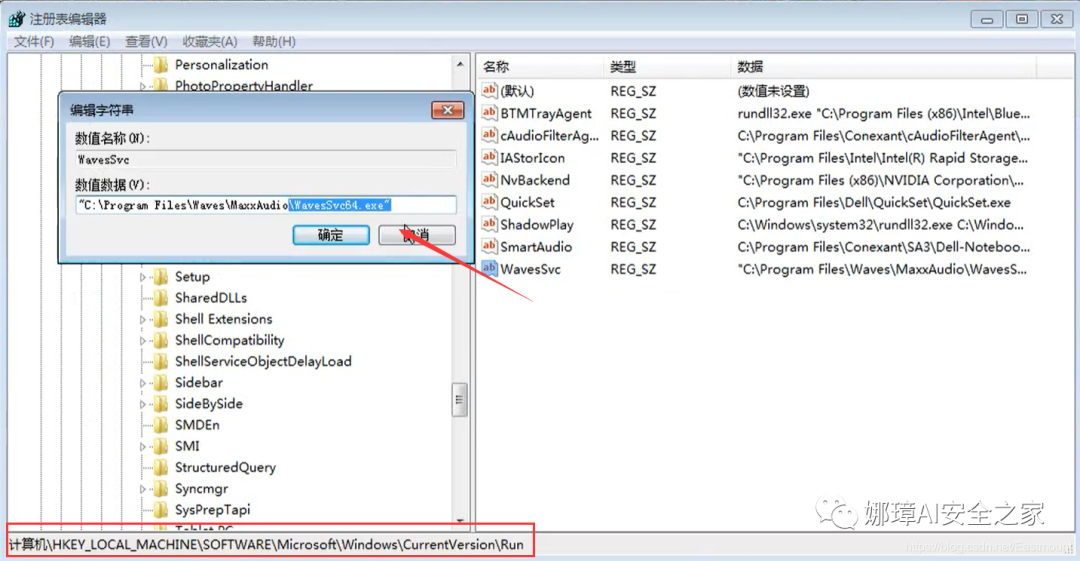 注册表编辑器
文件(F) 编辑(E) 查看(V) 收藏夹(A) 帮助(H)
Personalization
PhotoPropertyHandler
编辑字符串
数值名称(N):
WavesSvc
数值数据(V):
"C:\Program Files\Waves\MaxxAudio\WavesSvc64.exe"
确定 取消
Setup
SharedDLLs
Shell Extensions
ShellCompatibility
ShellServiceObjectDelayLoad
Sidebar
SideBySide
SMDEn
SMI
StructuredQuery
Syncmgr
SysPrepTapi
Tablet PC
名称 类型 数据
(默认) REG_SZ (数值未设置)
BTMTrayAgent REG_SZ rundll32.exe "C:\Program Files (x86)\Intel\Blue...
cAudioFilterAg... REG_SZ C:\Program Files\Conexant\cAudioFilterAgent\...
IAStorIcon REG_SZ "C:\Program Files\Intel\Intel(R) Rapid Storage...
NvBackend REG_SZ "C:\Program Files (x86)\NVIDIA Corporation\...
QuickSet REG_SZ C:\Program Files\Dell\QuickSet\QuickSet.exe
ShadowPlay REG_SZ C:\Windows\system32\rundll32.exe C:\Windo...
SmartAudio REG_SZ C:\Program Files\Conexant\SA3\Dell-Noteboo...
WavesSvc REG_SZ "C:\Program Files\Waves\MaxxAudio\WavesS...
娜璋AI安全之家
计算机\HKEY_LOCAL_MACHINE\SOFTWARE\Microsoft\Windows\CurrentVersion\Run
https://blog.csdn.net/Eastmount